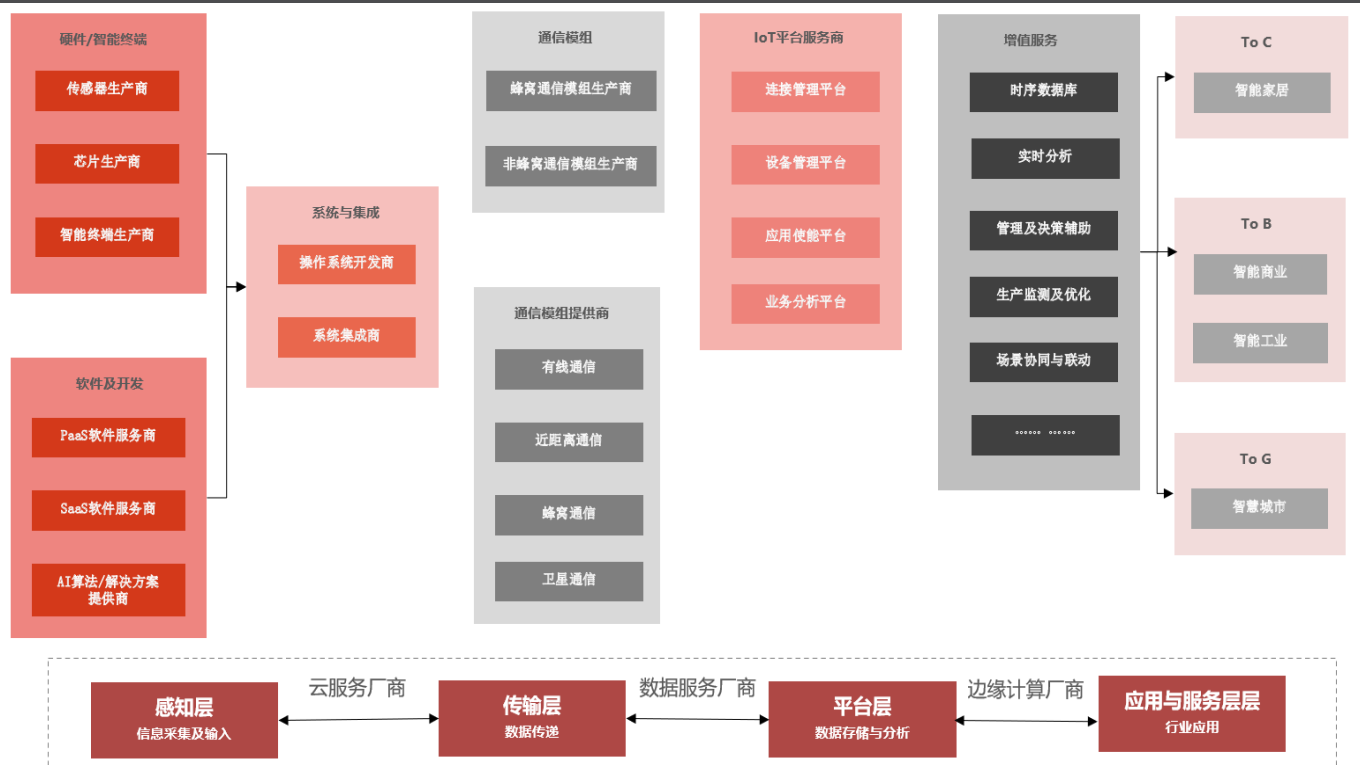 硬件/智能终端
传感器生产商
芯片生产商
智能终端生产商
软件及开发
PaaS软件服务商
SaaS软件服务商
AI算法/解决方案
提供商
系统与集成
操作系统开发商
系统集成商
通信模组
蜂窝通信模组生产商
非蜂窝通信模组生产商
通信模组提供商
有线通信
近距离通信
蜂窝通信
卫星通信
IoT平台服务商
连接管理平台
设备管理平台
应用使能平台
业务分析平台
增值服务
时序数据库
实时分析
管理及决策辅助
生产监测及优化
场景协同与联动
…… ……
To C
智能家居
To B
智能商业
智能工业
To G
智慧城市
感知层
信息采集及输入
云服务厂商
传输层
数据传递
数据服务厂商
平台层
数据存储与分析
边缘计算厂商
应用与服务层层
行业应用